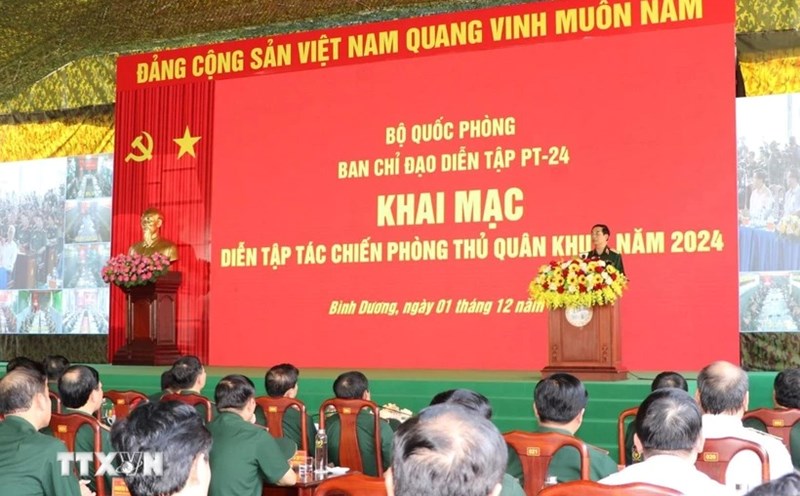 ĐẢNG CỘNG SẢN VIỆT NAM QUANG VINH MUÔN NĂM
BỘ QUỐC PHÒNG
BAN CHỈ ĐẠO DIỄN TẬP PT-24
KHAI MẠC
DIỄN TẬP TÁC CHIẾN PHÒNG THỦ QUÂN KHU NĂM 2024
Bình Dương, ngày 01 tháng 12 năm
TTXVN